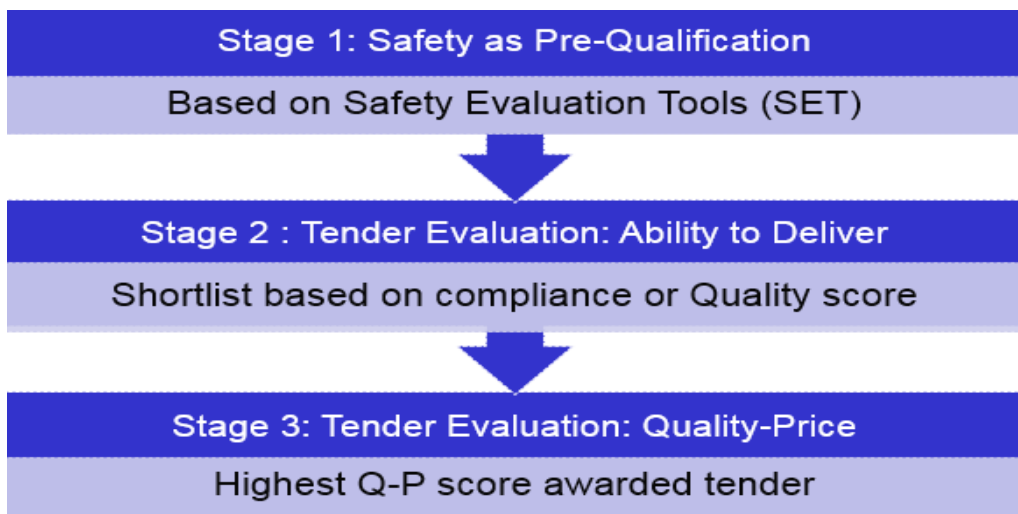 Stage 1: Safety as Pre-Qualification
Based on Safety Evaluation Tools (SET)
Stage 2 : Tender Evaluation: Ability to Deliver
Shortlist based on compliance or Quality score
Stage 3: Tender Evaluation: Quality-Price
Highest Q-P score awarded tender